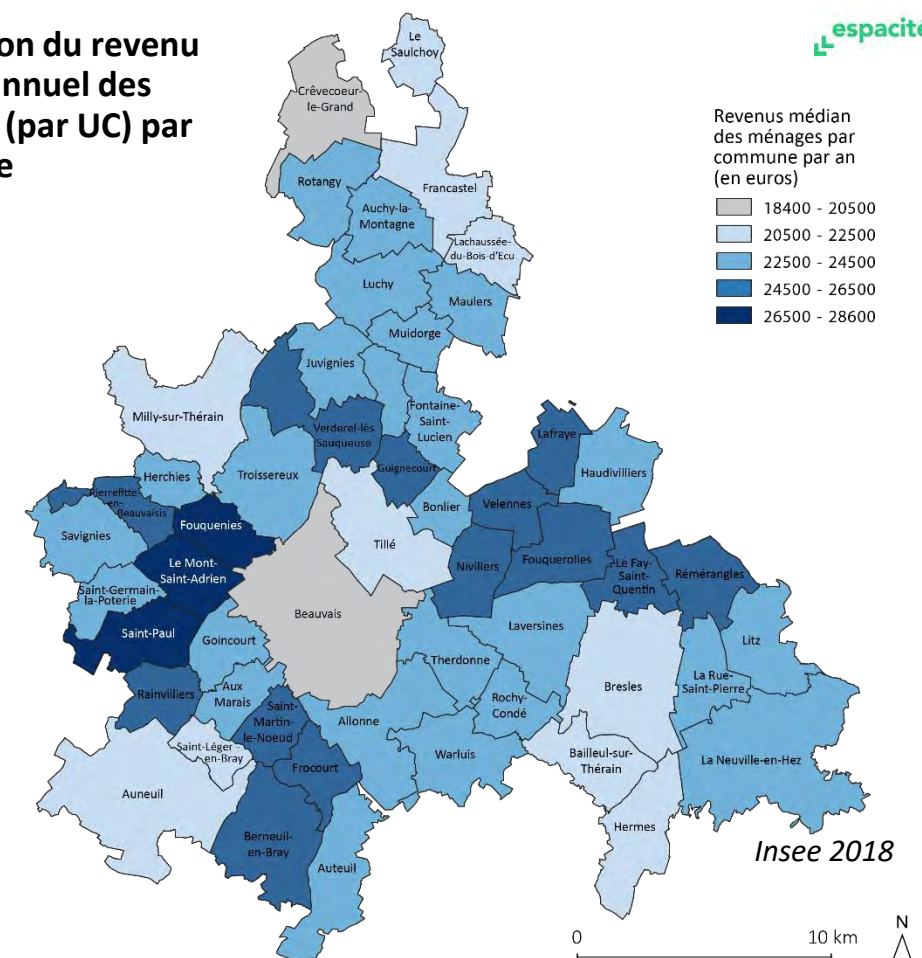 on du revenu
nnuel des
(par UC) par
e
espacité
Revenus médian
des ménages par
commune par an
(en euros)
18400 - 20500
20500 - 22500
22500 - 24500
24500 - 26500
26500 - 28600
Le
Saulchoy
Crêvecoeur-
le-Grand
Rotangy
Francastel
Auchy-la-
Montagne
Lachaussée-
du-Bois-d'Ecu
Luchy
Maulers
Muidorge
Juvignies
Milly-sur-Thérain
Fontaine-
Saint-
Lucien
Verderel-lès
Sauqueuse
Lafraye
Guignecourt
Haudivilliers
Herchies
Troissereux
Pierrefitte
-en-
Beauvaisis
Velennes
Bonlier
Fouquenies
Savignies
Tillé
Le Mont-
Saint-Adrien
Nivillers
Fouquerolles
Le Fay-
Saint-
Quentin
Rémérangles
Saint-Germain-
la-Poterie
Beauvais
Saint-Paul
Goincourt
Laversines
Litz
Therdonne
La Rue-
Saint-Pierre
Bresles
Rainvilliers
Aux
Marais
Rochy-
Condé
Saint-
Martin-
le-Noeud
Allonne
Saint-Léger-
en-Bray
Warluis
Bailleul-sur-
Thérain
La Neuville-en-Hez
Frocourt
Auneuil
Hermes
Berneuil-
en-Bray
Auteuil
Insee 2018
0
10 km
N